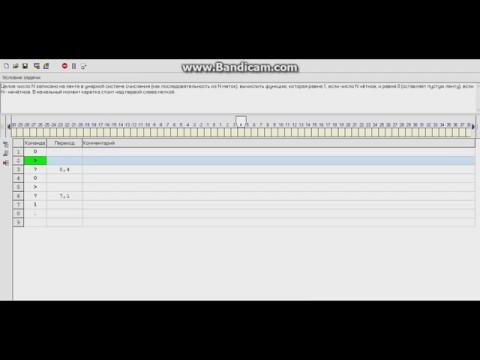 www.Bandicam.com
Условие задачи
Целое число N записано на ленте в унарной системе счисления (как последовательность из N меток), вычислить функцию, которая равна 1, если число N чётное, и равна 0 (оставляет пустую ленту), если
N - нечётное. В начальный момент каретка стоит над первой слева меткой.
Команда Переход Комментарий
1 0
2 >
3 ? 8,4
4 0
5 >
6 ? 7,1
7 1
8 .
9